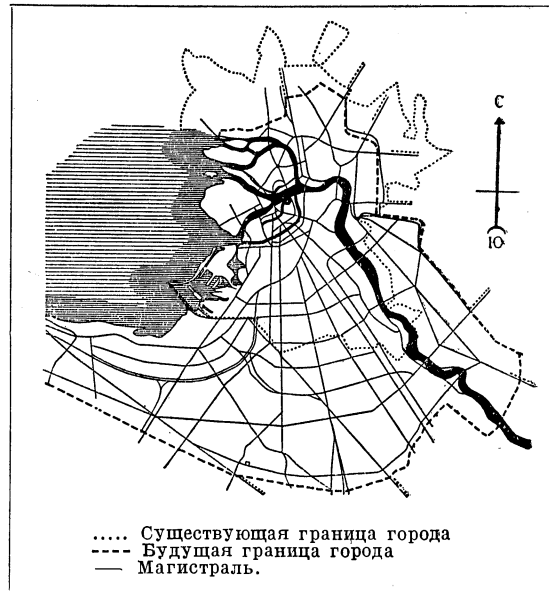 С
Ю
..... Существующая граница города
---- Будущая граница города
— Магистраль.